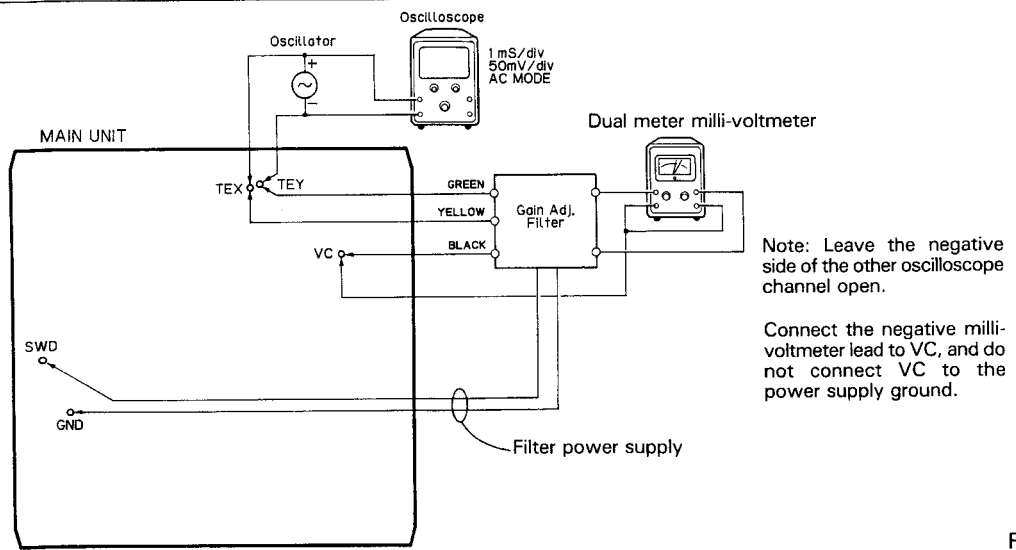 Oscilloscope
Oscillator
1 mS/div
50mV/div
AC MODE
+
~
−
Dual meter milli-voltmeter
MAIN UNIT
TEX
TEY
GREEN
YELLOW
BLACK
Gain Adj.
Filter
VC
Note: Leave the negative
side of the other oscilloscope
channel open.
Connect the negative milli-
voltmeter lead to VC, and do
not connect VC to the
power supply ground.
SWD
GND
Filter power supply
F